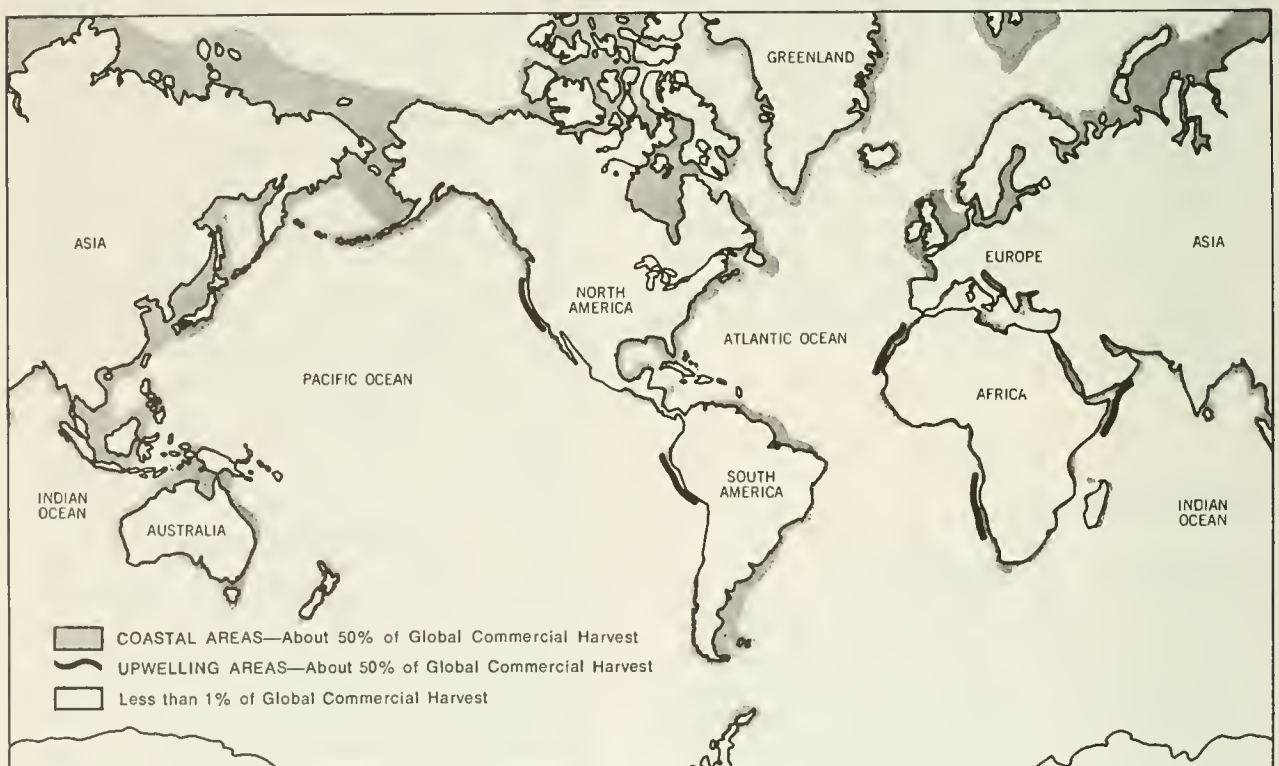 GREENLAND
ASIA
EUROPE
ASIA
NORTH
AMERICA
ATLANTIC OCEAN
PACIFIC OCEAN
AFRICA
SOUTH
AMERICA
INDIAN
OCEAN
AUSTRALIA
INDIAN
OCEAN
COASTAL AREAS—About 50% of Global Commercial Harvest
UPWELLING AREAS—About 50% of Global Commercial Harvest
Less than 1% of Global Commercial Harvest